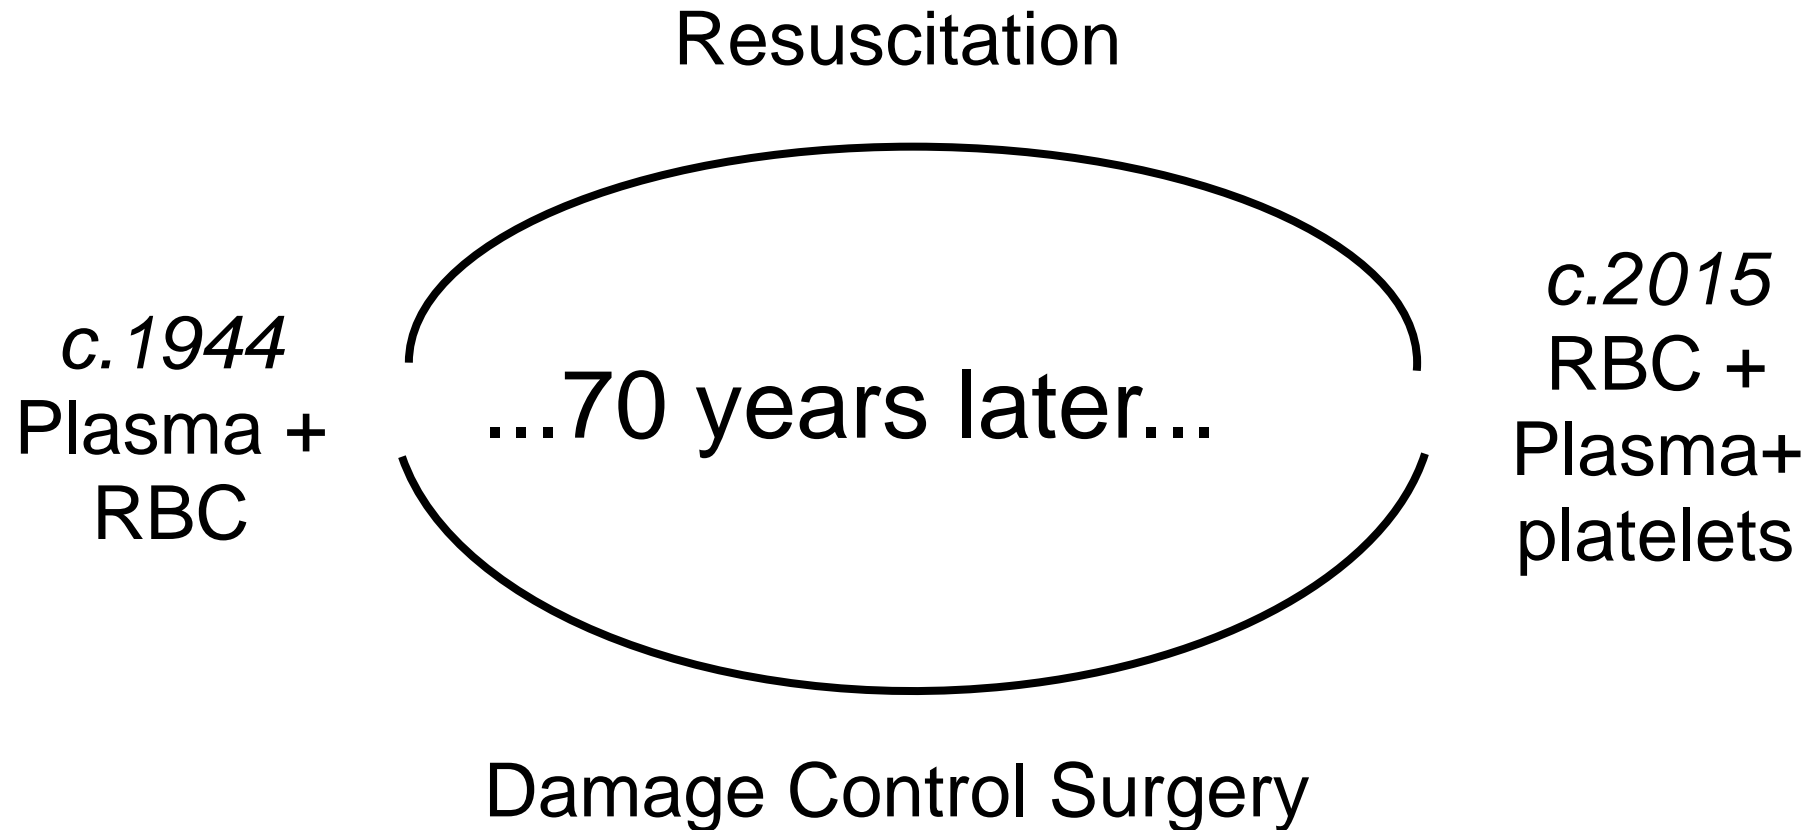 Resuscitation
c.1944
Plasma +
RBC
...70 years later...
c.2015
RBC +
Plasma+
platelets
Damage Control Surgery